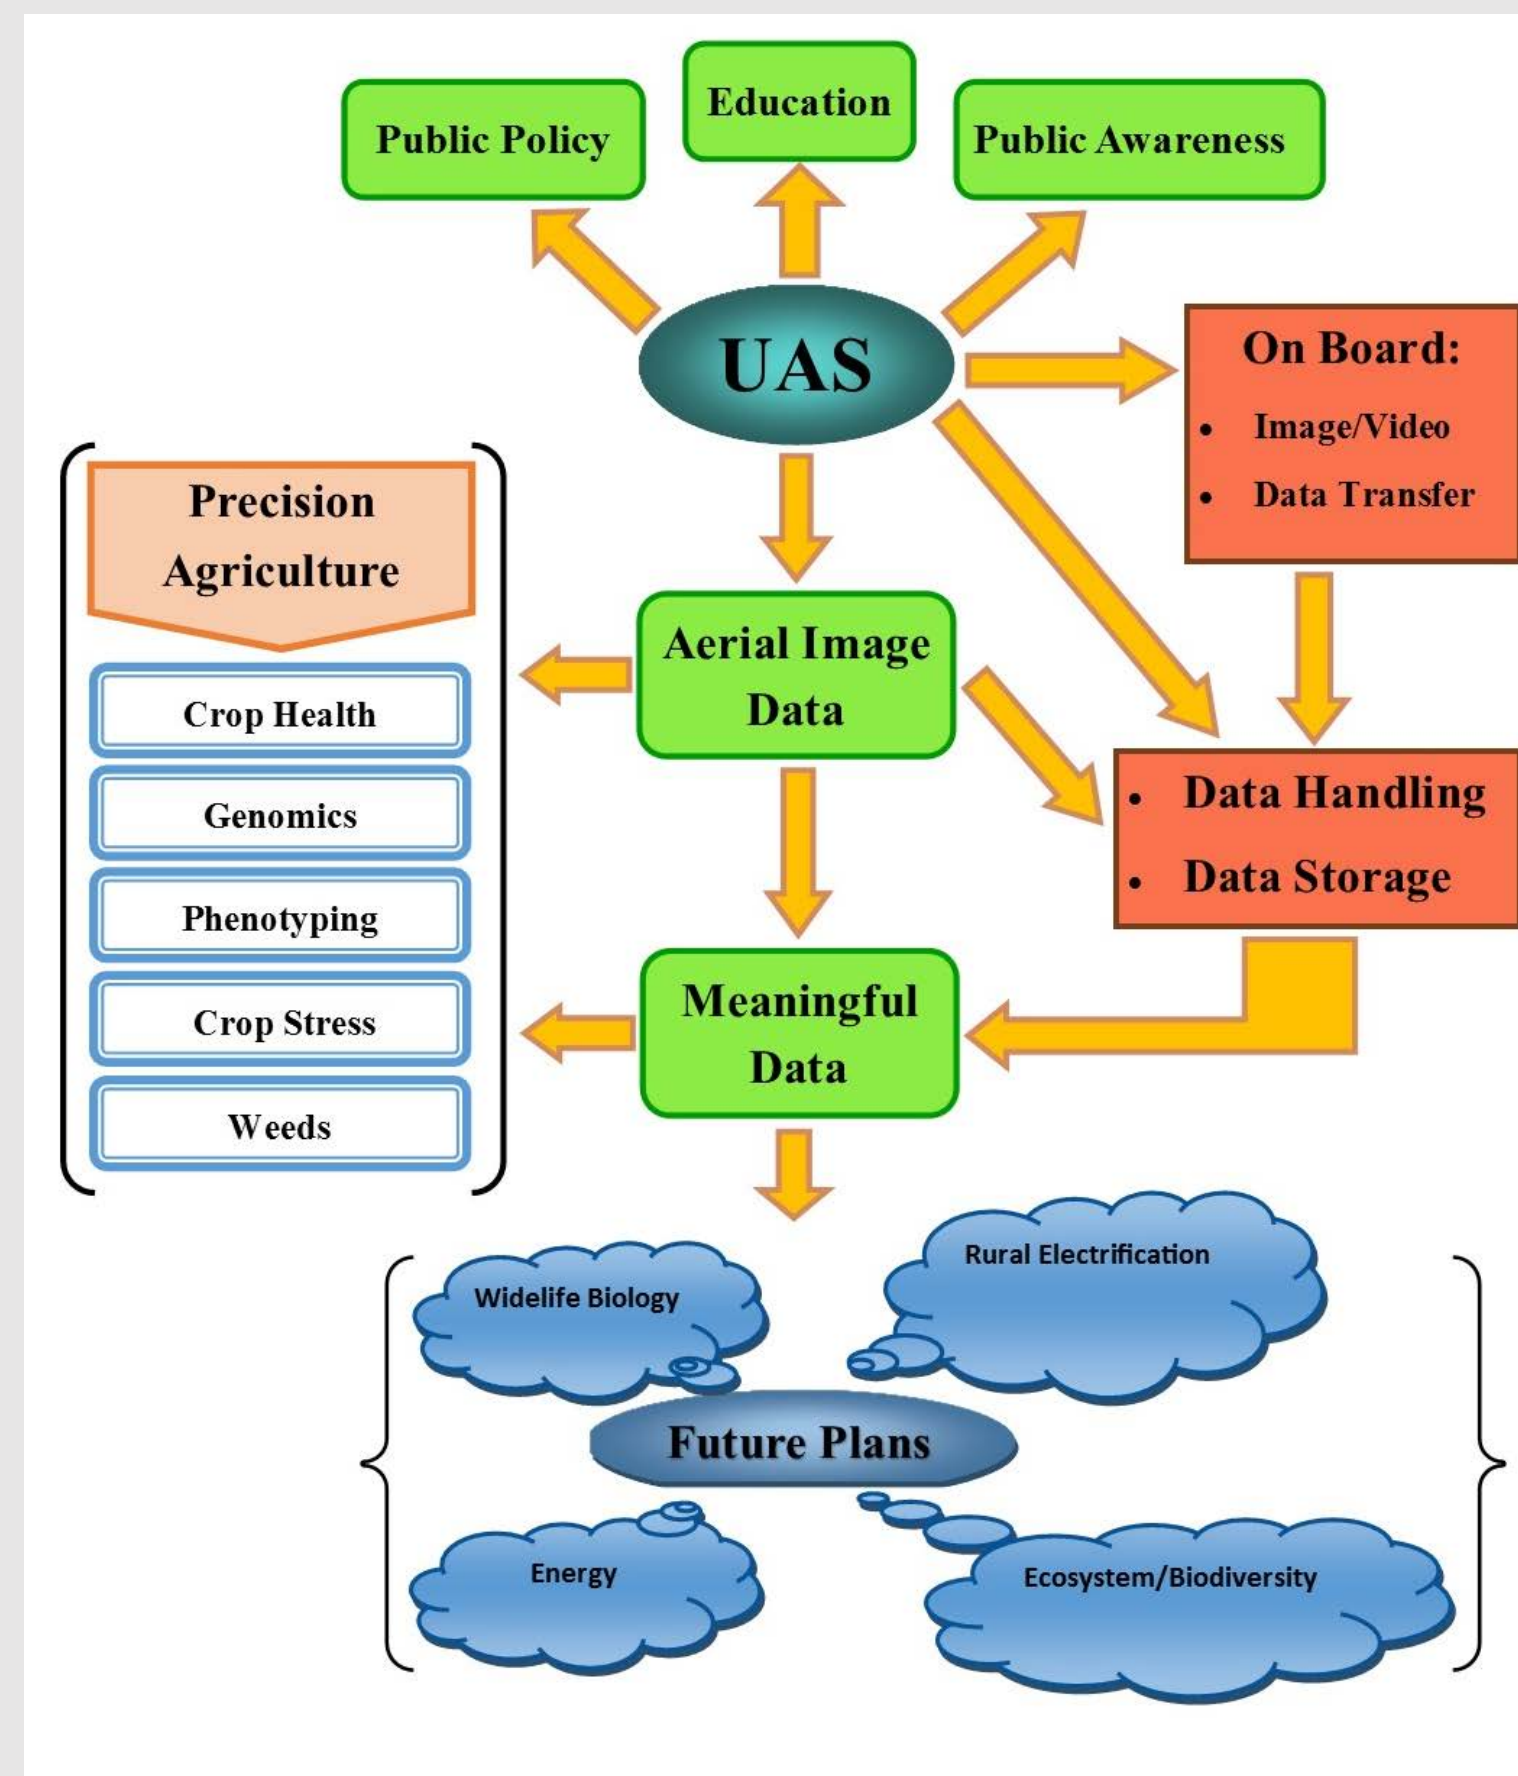 Education
Public Policy
Public Awareness
UAS
On Board:
• Image/Video
• Data Transfer
Precision
Agriculture
Crop Health
Genomics
Phenotyping
Crop Stress
Weeds
Aerial Image
Data
• Data Handling
• Data Storage
Meaningful
Data
Widelife Biology
Rural Electrification
Future Plans
Energy
Ecosystem/Biodiversity